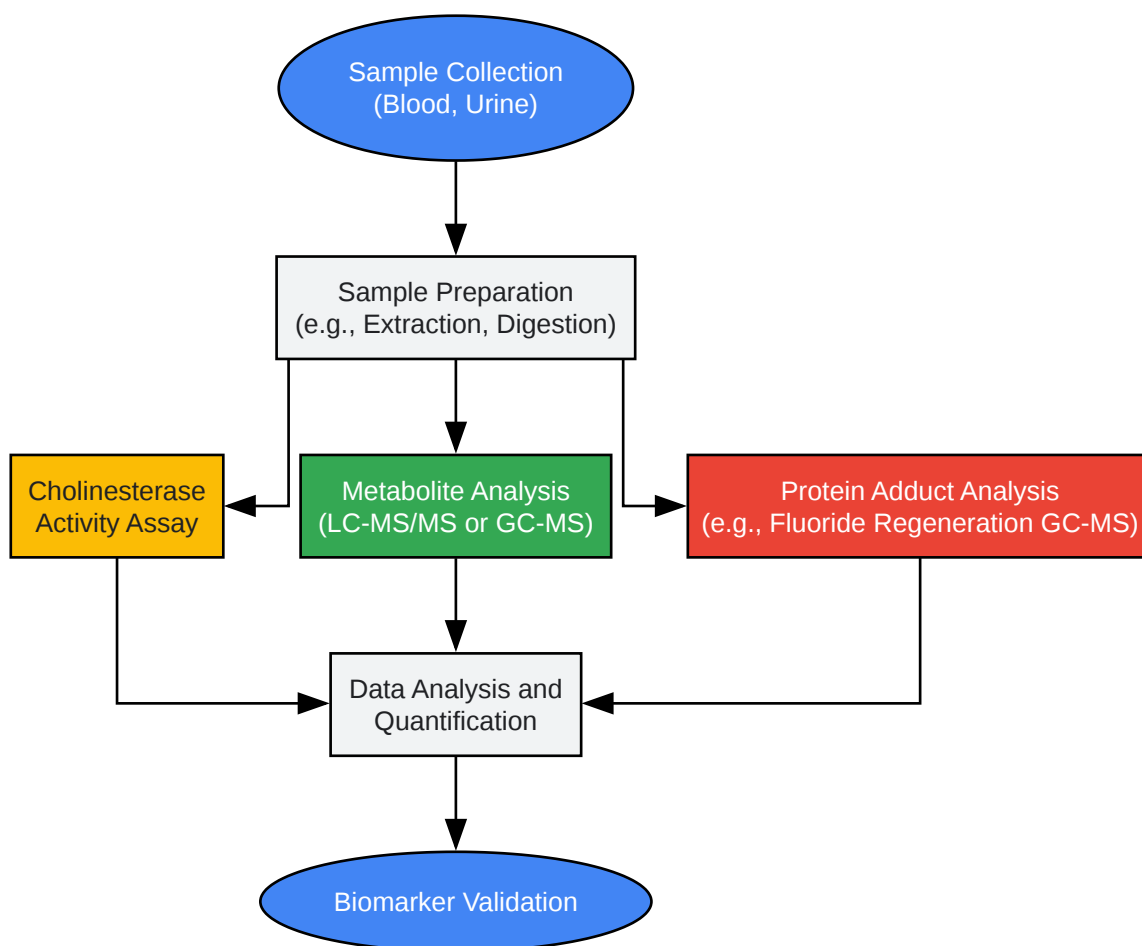 Sample Collection
(Blood, Urine)
Sample Preparation
(e.g., Extraction, Digestion)
Cholinesterase
Activity Assay
Metabolite Analysis
(LC-MS/MS or GC-MS)
Protein Adduct Analysis
(e.g., Fluoride Regeneration GC-MS)
Data Analysis and
Quantification
Biomarker Validation